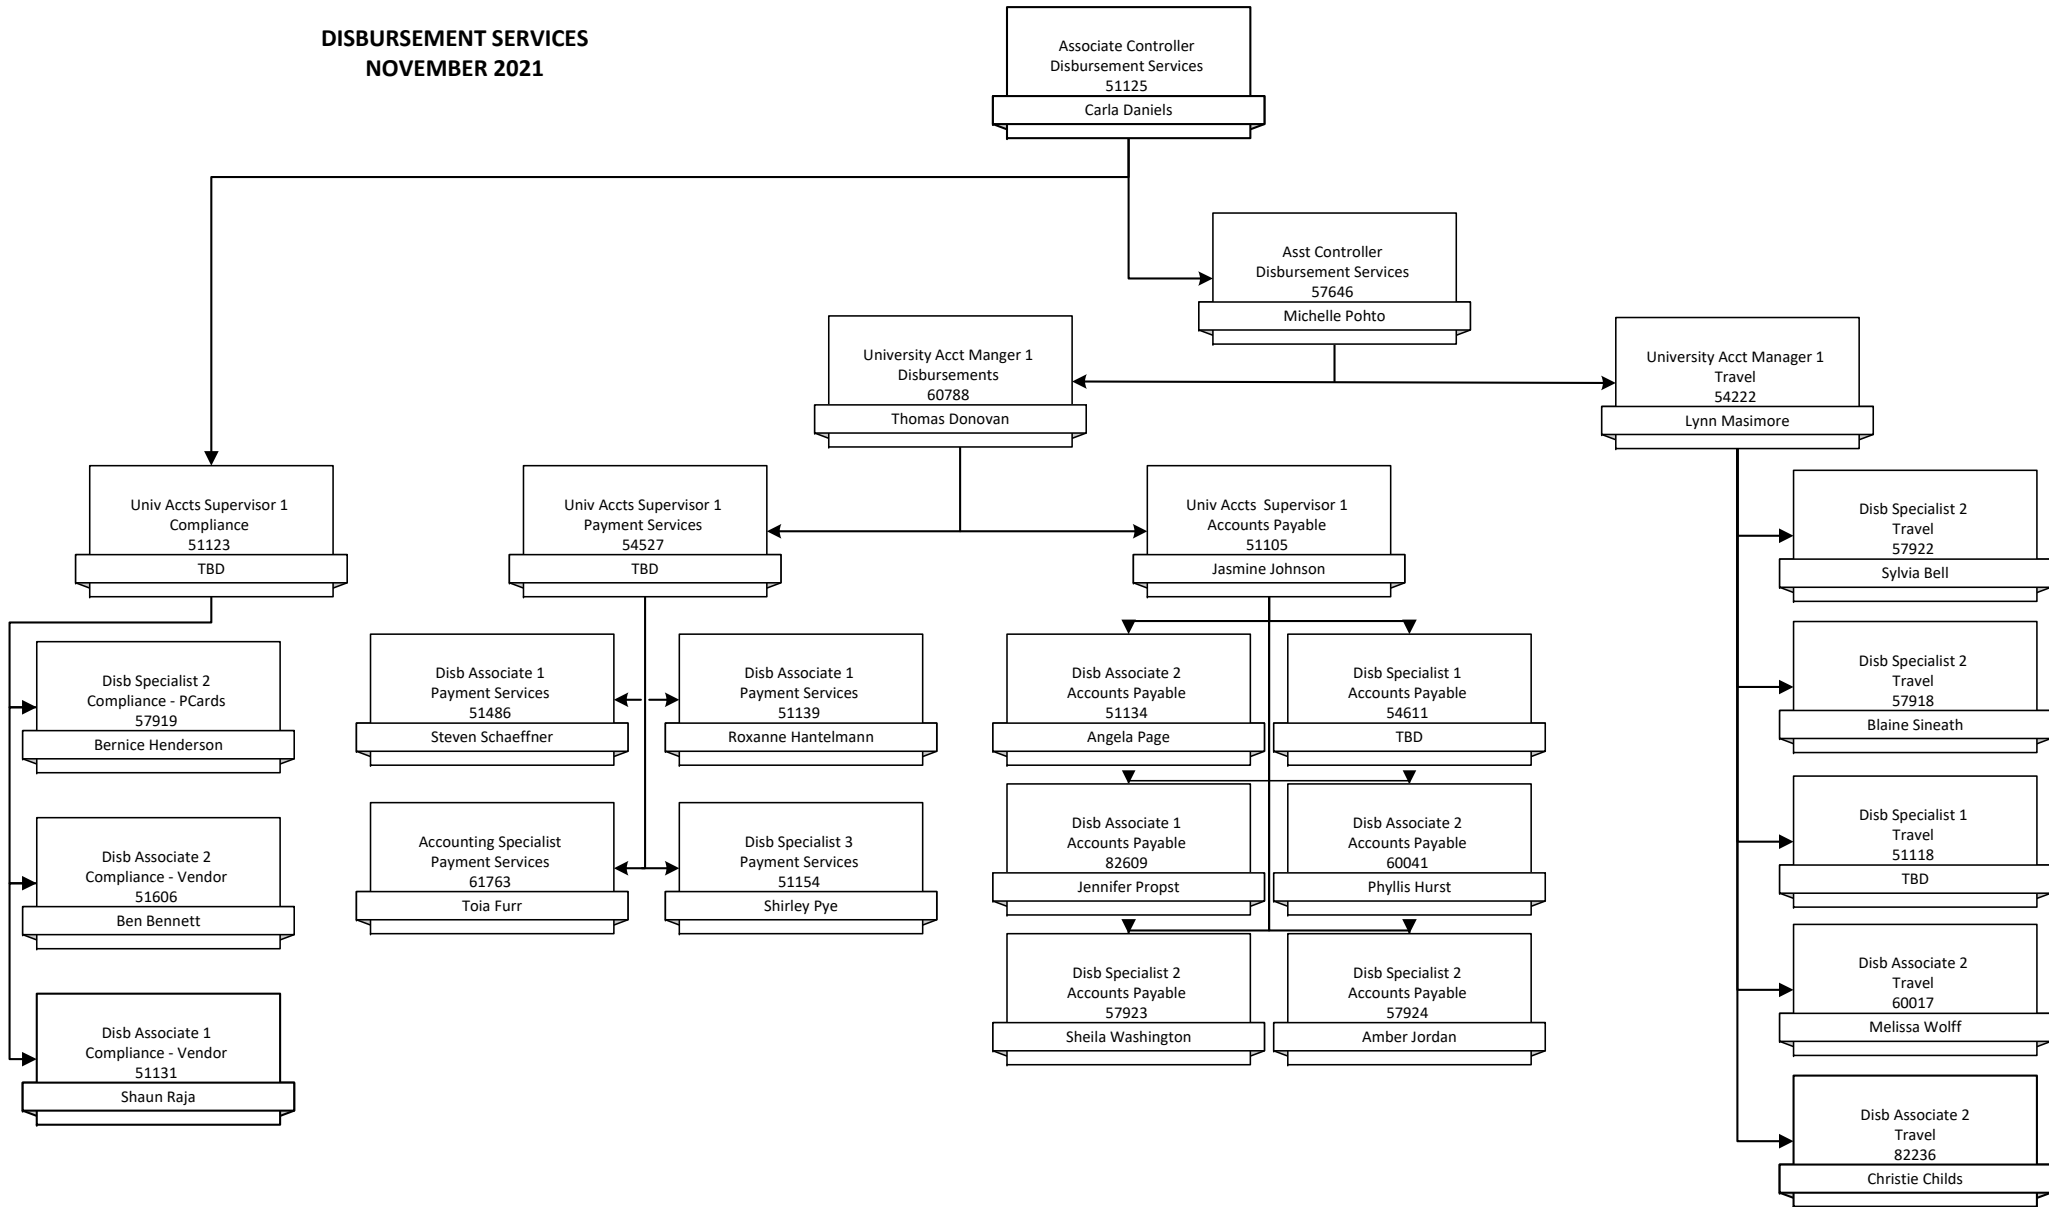 DISBURSEMENT SERVICES
NOVEMBER 2021
Associate Controller
Disbursement Services
51125
Carla Daniels
Asst Controller
Disbursement Services
57646
Michelle Pohto
University Acct Manger 1
Disbursements
60788
Thomas Donovan
University Acct Manager 1
Travel
54222
Lynn Masimore
Univ Accts Supervisor 1
Compliance
51123
TBD
Univ Accts Supervisor 1
Payment Services
54527
TBD
Univ Accts  Supervisor 1
Accounts Payable
51105
Jasmine Johnson
Disb Specialist 2
Compliance - PCards
57919
Bernice Henderson
Disb Associate 2
Compliance - Vendor
51606
Ben Bennett
Disb Associate 1
Compliance - Vendor
51131
Shaun Raja
Disb Associate 1
Payment Services
51486
Steven Schaeffner
Disb Associate 1
Payment Services
51139
Roxanne Hantelmann
Accounting Specialist
Payment Services
61763
Toia Furr
Disb Specialist 3
Payment Services
51154
Shirley Pye
Disb Associate 2
Accounts Payable
51134
Angela Page
Disb Specialist 1
Accounts Payable
54611
TBD
Disb Associate 1
Accounts Payable
82609
Jennifer Propst
Disb Associate 2
Accounts Payable
60041
Phyllis Hurst
Disb Specialist 2
Accounts Payable
57923
Sheila Washington
Disb Specialist 2
Accounts Payable
57924
Amber Jordan
Disb Specialist 2
Travel
57922
Sylvia Bell
Disb Specialist 2
Travel
57918
Blaine Sineath
Disb Specialist 1
Travel
51118
TBD
Disb Associate 2
Travel
60017
Melissa Wolff
Disb Associate 2
Travel
82236
Christie Childs